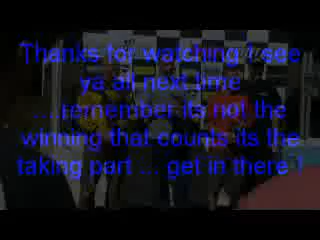 Thanks for watching I see
ya all next time
....remember its not the
winning that counts its the
taking part ... get in there !